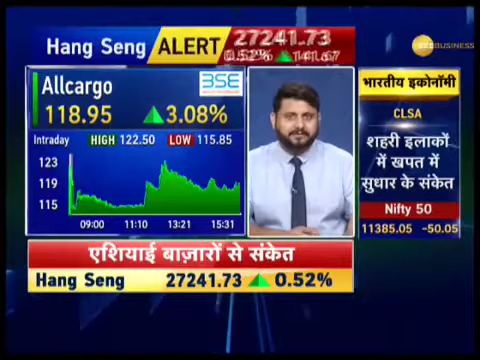 Hang Seng ALERT
27241.73
0.52%
ZEE BUSINESS
Allcargo
BSE
118.95 3.08%
Intraday HIGH 122.50 LOW 115.85
123
119
115
09:00 11:10 13:21 15:31
भारतीय इकोनॉमी
CLSA
शहरी इलाकों
में खपत में
सुधार के संकेत
Nifty 50
11385.05 -50.05
एशियाई बाज़ारों से संकेत
Hang Seng 27241.73 0.52%